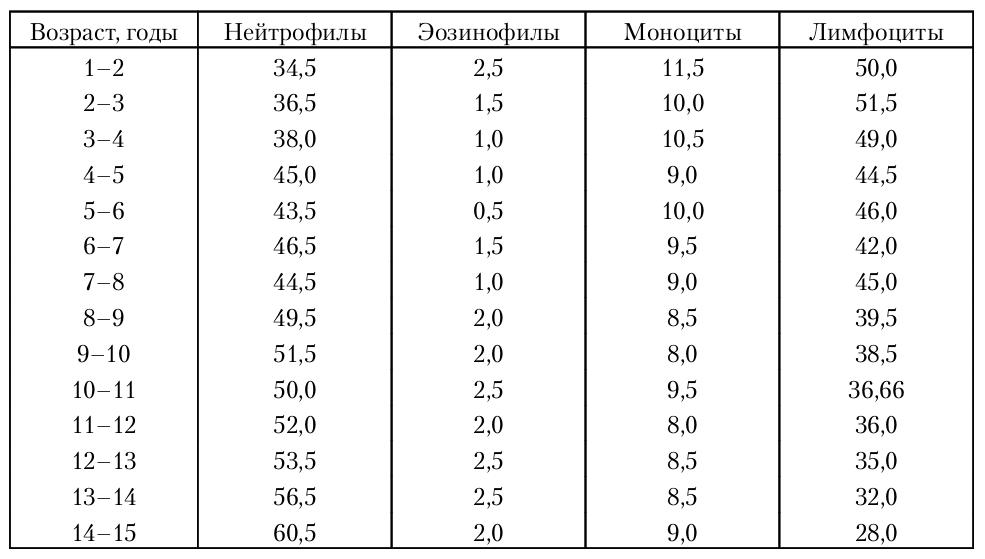 Возраст, годы Нейтрофилы Эозинофилы Моноциты Лимфоциты
1–2 34,5 2,5 11,5 50,0
2–3 36,5 1,5 10,0 51,5
3–4 38,0 1,0 10,5 49,0
4–5 45,0 1,0 9,0 44,5
5–6 43,5 0,5 10,0 46,0
6–7 46,5 1,5 9,5 42,0
7–8 44,5 1,0 9,0 45,0
8–9 49,5 2,0 8,5 39,5
9–10 51,5 2,0 8,0 38,5
10–11 50,0 2,5 9,5 36,66
11–12 52,0 2,0 8,0 36,0
12–13 53,5 2,5 8,5 35,0
13–14 56,5 2,5 8,5 32,0
14–15 60,5 2,0 9,0 28,0